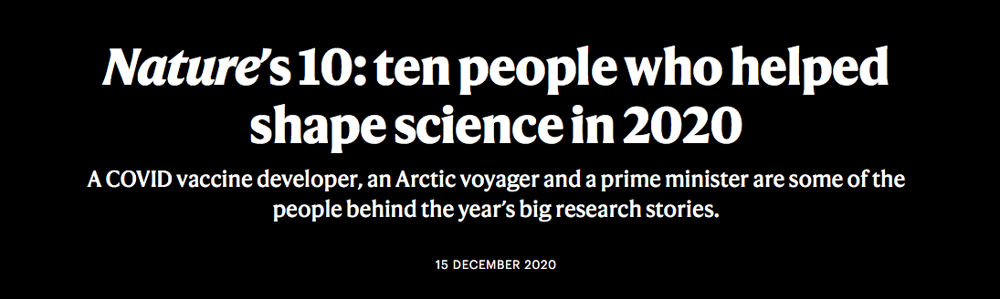 Nature’s 10: ten people who helped
shape science in 2020
A COVID vaccine developer, an Arctic voyager and a prime minister are some of the
people behind the year’s big research stories.
15 DECEMBER 2020